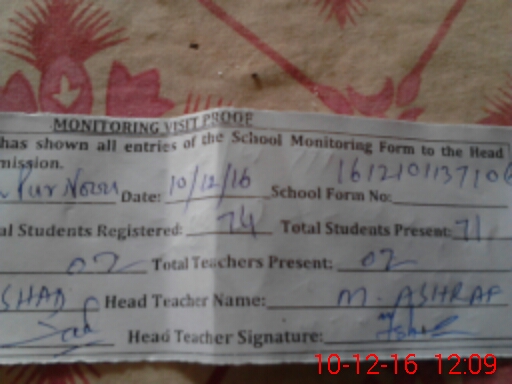 MONITORING VISIT PROOF
has shown all entries of the School Monitoring Form to the Head
mission.
Pur Date: 10/12/16 School Form No:
al Students Registered: 74 Total Students Present: 71
02 Total Teachers Present: 02
SHAD Head Teacher Name: M. ASHRAF
Head Teacher Signature:
10-12-16 12:09